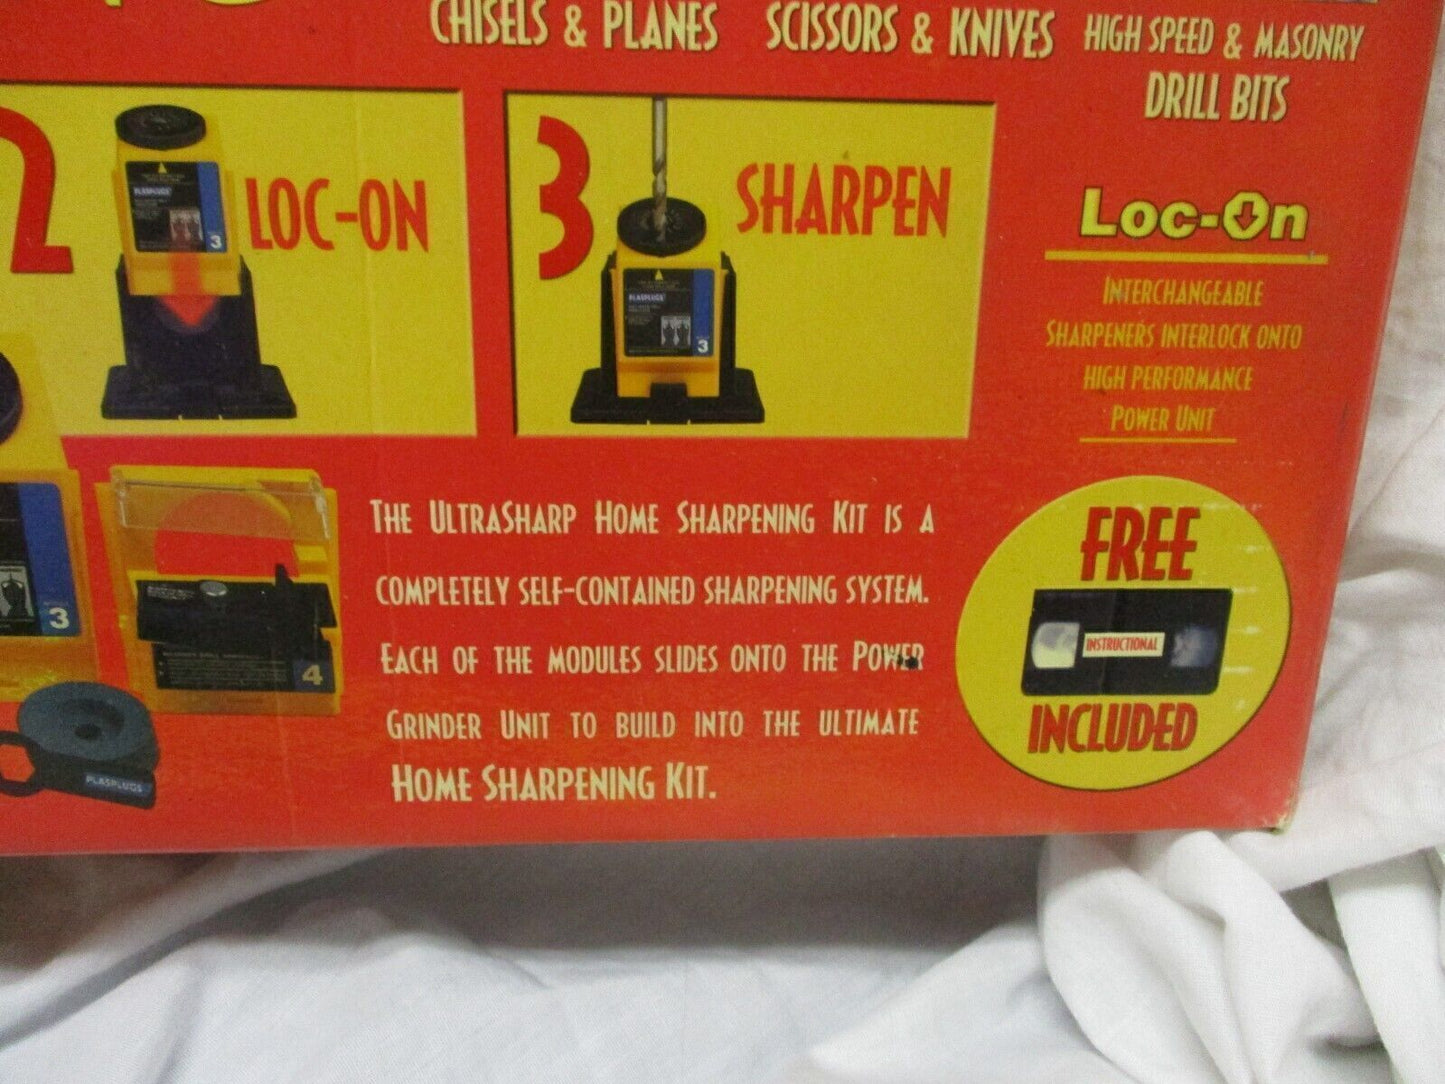 CHISELS & PLANES
SCISSORS & KNIVES
HIGH SPEED & MASONRY
DRILL BITS
2
PLASPLUGS
3
LOC-ON
3
PLASPLUGS
3
SHARPEN
Loc-On
INTERCHANGEABLE
SHARPENERS INTERLOCK ONTO
HIGH PERFORMANCE
POWER UNIT
3
4
PLASPLUGS
THE ULTRASHARP HOME SHARPENING KIT IS A
COMPLETELY SELF-CONTAINED SHARPENING SYSTEM.
EACH OF THE MODULES SLIDES ONTO THE POWER
GRINDER UNIT TO BUILD INTO THE ULTIMATE
HOME SHARPENING KIT.
FREE
INSTRUCTIONAL
INCLUDED